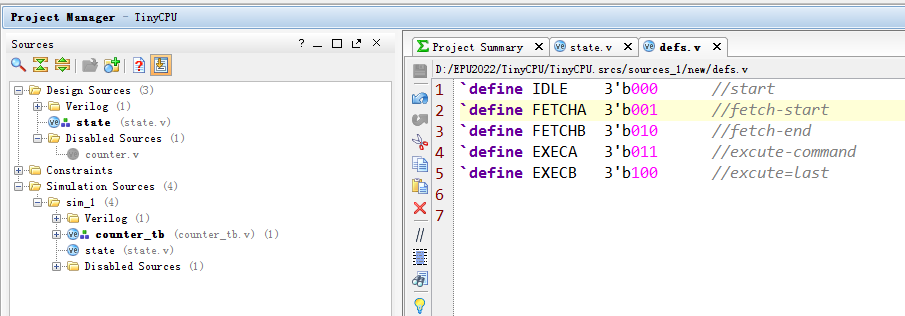 Project Manager - TinyCPU
Sources
Design Sources (3)
Verilog (1)
state (state.v)
Disabled Sources (1)
counter.v
Constraints
Simulation Sources (4)
sim_1 (4)
Verilog (1)
counter_tb (counter_tb.v) (1)
state (state.v)
Disabled Sources (1)
Project Summary
state.v
defs.v
D:/EPU2022/TinyCPU/TinyCPU.srcs/sources_1/new/defs.v
1 `define IDLE 3'b000 //start
2 `define FETCHA 3'b001 //fetch-start
3 `define FETCHB 3'b010 //fetch-end
4 `define EXECA 3'b011 //excute-command
5 `define EXECB 3'b100 //excute=last
6
7